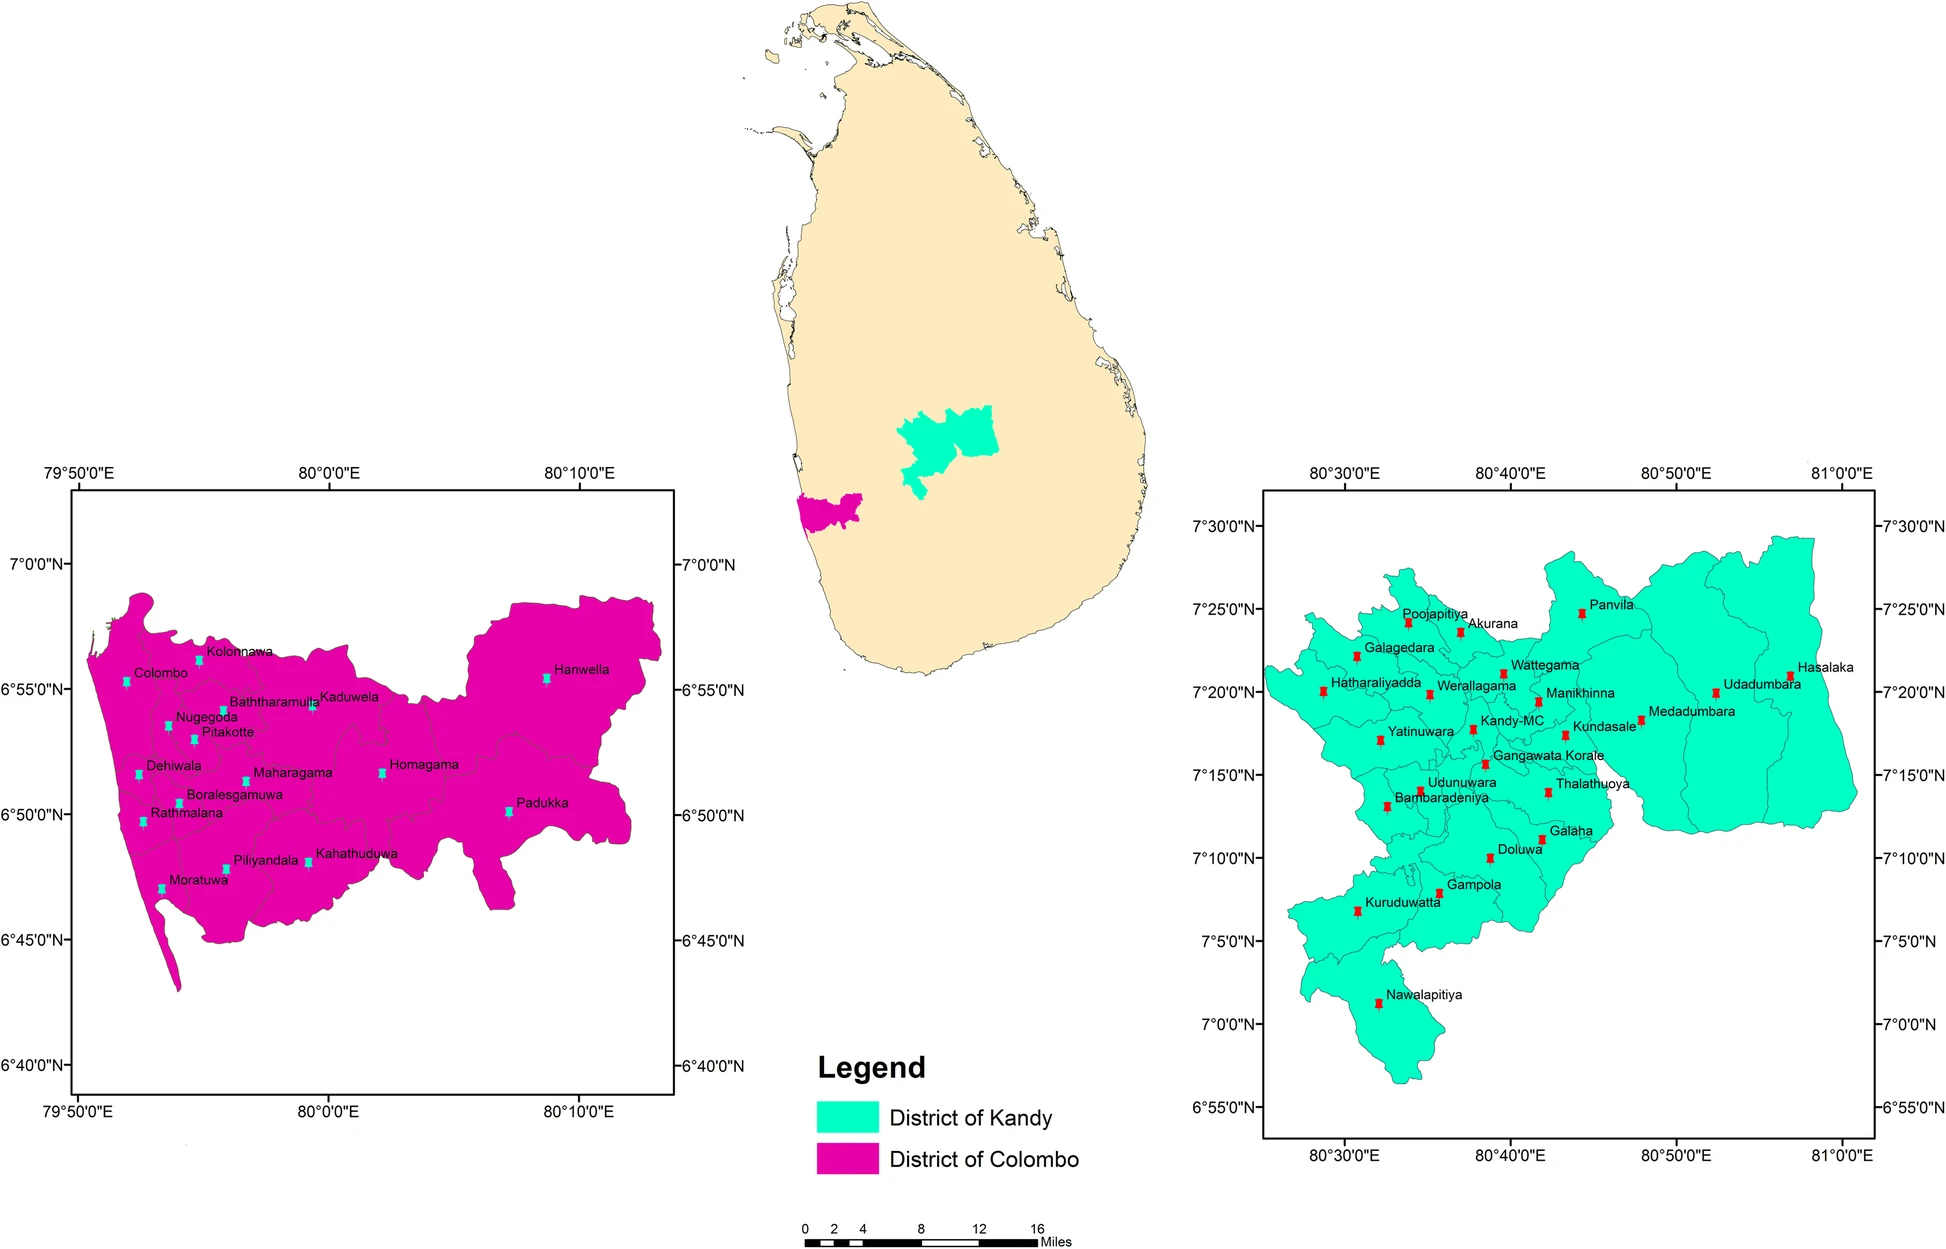 79°50'0"E 80°0'0"E 80°10'0"E
7°0'0"N 7°0'0"N
6°55'0"N 6°55'0"N
6°50'0"N 6°50'0"N
6°45'0"N 6°45'0"N
6°40'0"N 6°40'0"N
79°50'0"E 80°0'0"E 80°10'0"E
Kolonnawa
Colombo
Hanwella
Baththaramulla
Kaduwela
Nugegoda
Pitakotte
Dehiwala
Maharagama
Homagama
Boralesgamuwa
Rathmalana
Padukka
Piliyandala
Kahathuduwa
Moratuwa
80°30'0"E 80°40'0"E 80°50'0"E 81°0'0"E
7°30'0"N 7°30'0"N
7°25'0"N 7°25'0"N
7°20'0"N 7°20'0"N
7°15'0"N 7°15'0"N
7°10'0"N 7°10'0"N
7°5'0"N 7°5'0"N
7°0'0"N 7°0'0"N
6°55'0"N 6°55'0"N
80°30'0"E 80°40'0"E 80°50'0"E 81°0'0"E
Panvila
Poojapitiya
Akurana
Galagedara
Wattegama
Hasalaka
Hatharaliyadda
Werallagama
Udadumbara
Manikhinna
Medadumbara
Kandy-MC
Kundasale
Yatinuwara
Gangawata Korale
Udunuwara
Thalathuoya
Bambaradeniya
Galaha
Doluwa
Gampola
Kuruduwatta
Nawalapitiya
Legend
District of Kandy
District of Colombo
0 2 4 8 12 16
Miles